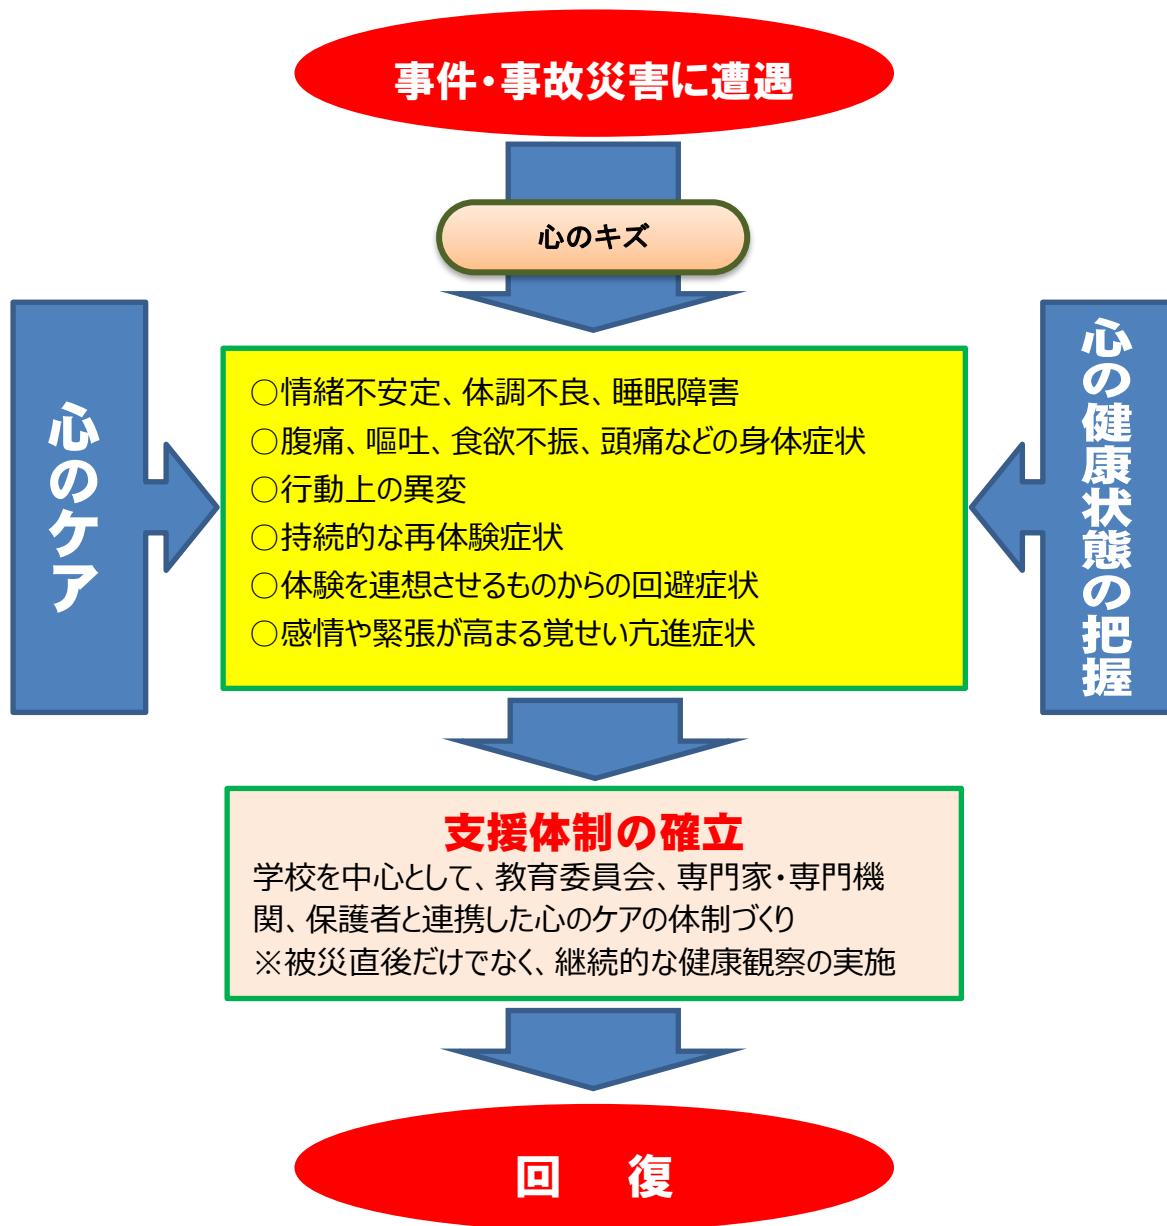 事件・事故災害に遭遇
心のキズ
心のケア
心の健康状態の把握
○情緒不安定、体調不良、睡眠障害
○腹痛、嘔吐、食欲不振、頭痛などの身体症状
○行動上の異変
○持続的な再体験症状
○体験を連想させるものからの回避症状
○感情や緊張が高まる覚せい亢進症状
支援体制の確立
学校を中心として、教育委員会、専門家・専門機
関、保護者と連携した心のケアの体制づくり
※被災直後だけでなく、継続的な健康観察の実施
回　復